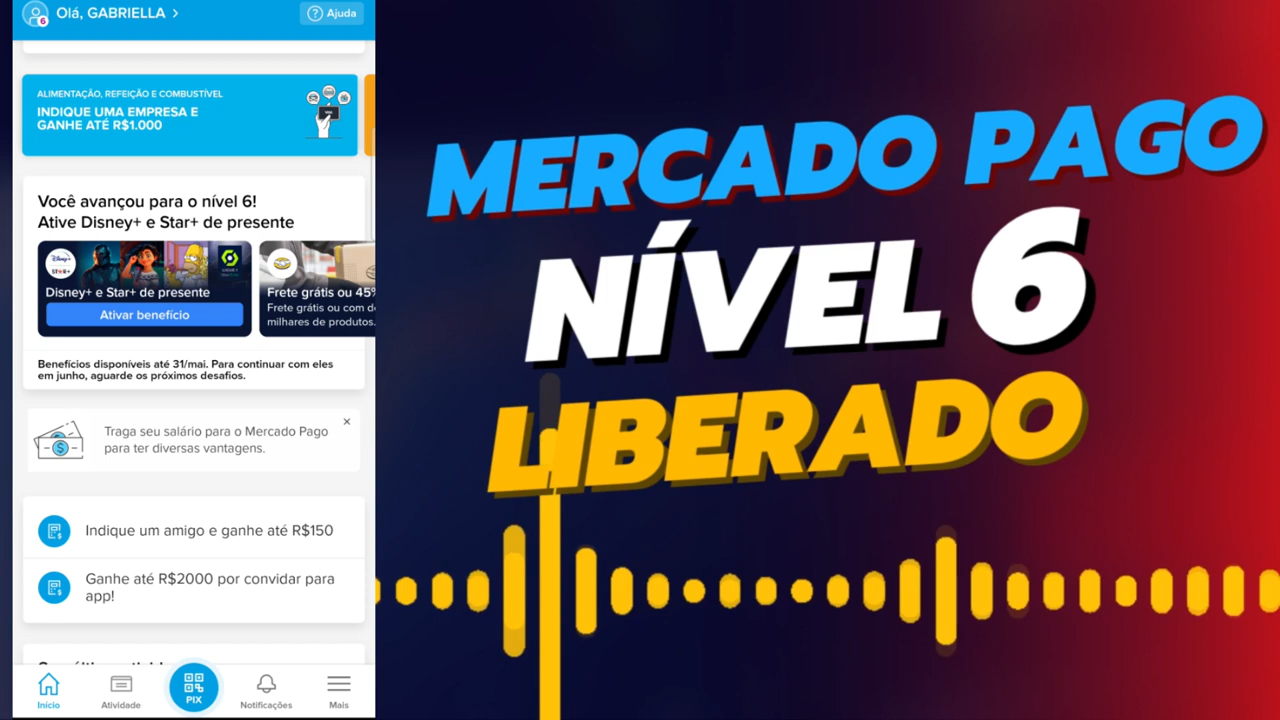 6
Olá, GABRIELLA
Ajuda
ALIMENTAÇÃO, REFEIÇÃO E COMBUSTÍVEL
INDIQUE UMA EMPRESA E
GANHE ATÉ R$1.000
Você avançou para o nível 6!
Ative Disney+ e Star+ de presente
Disney+
ST★R+
Disney+ e Star+ de presente
Ativar benefício
Frete grátis ou 45%
Frete grátis ou com de
milhares de produtos.
Benefícios disponíveis até 31/mai. Para continuar com eles
em junho, aguarde os próximos desafios.
Traga seu salário para o Mercado Pago
para ter diversas vantagens.
Indique um amigo e ganhe até R$150
Ganhe até R$2000 por convidar para
app!
Início
Atividade
PIX
Notificações
Mais
MERCADO PAGO
NÍVEL 6
LIBERADO